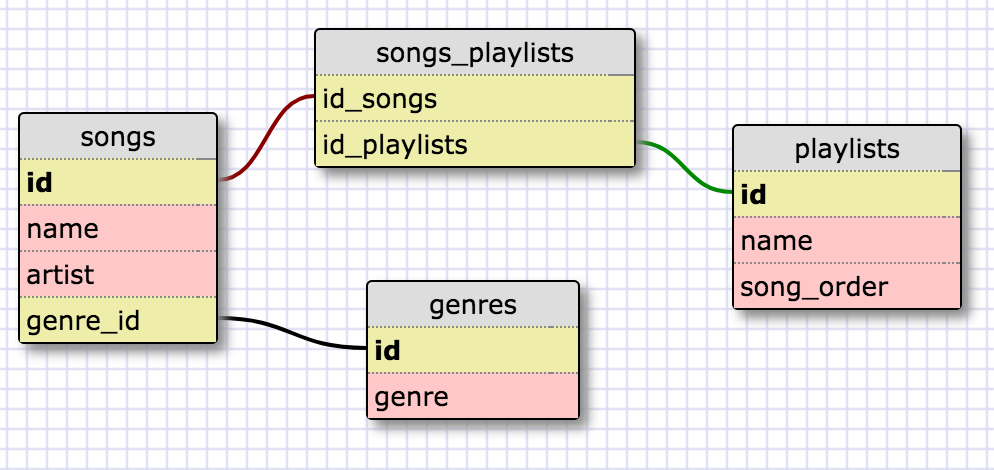 songs
id
name
artist
genre_id
songs_playlists
id_songs
id_playlists
genres
id
genre
playlists
id
name
song_order